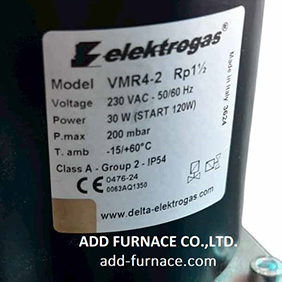 elektrogas
Model VMR4-2 Rp1½
Voltage 230 VAC - 50/60 Hz
Power 30 W (START 120W)
P.max 200 mbar
T. amb -15/+60°C
Class A - Group 2 - IP54
CE 0476-24
0063AQ1350
Made in Italy 3624
www.delta-elektrogas.com
ADD FURNACE CO.,LTD.
add-furnace.com